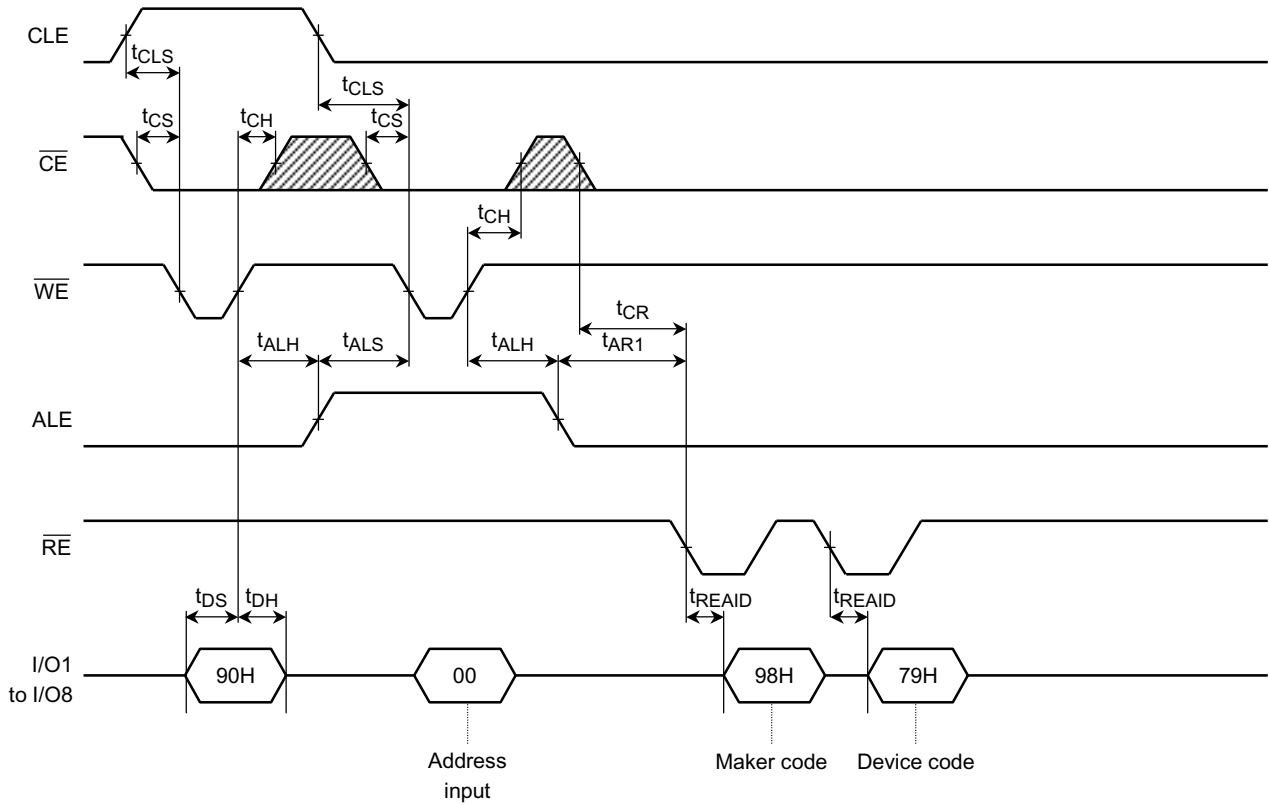 CLE
tCLS
tCLS
tCS
tCH
tCS
CE
tCH
WE
tCR
tALH
tALS
tALH
tAR1
ALE
RE
tDS
tDH
tREAID
tREAID
I/O1
to I/O8
90H
00
98H
79H
Address
input
Maker code
Device code